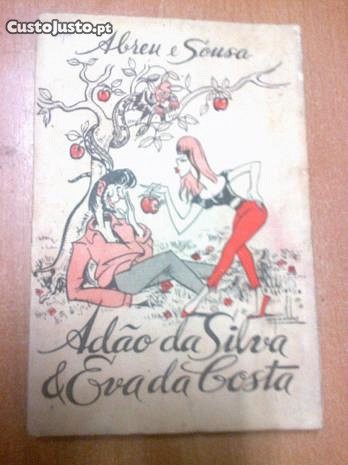 CustoJusto.pt
Abreu e Sousa
Adão da Silva
& Eva da Costa